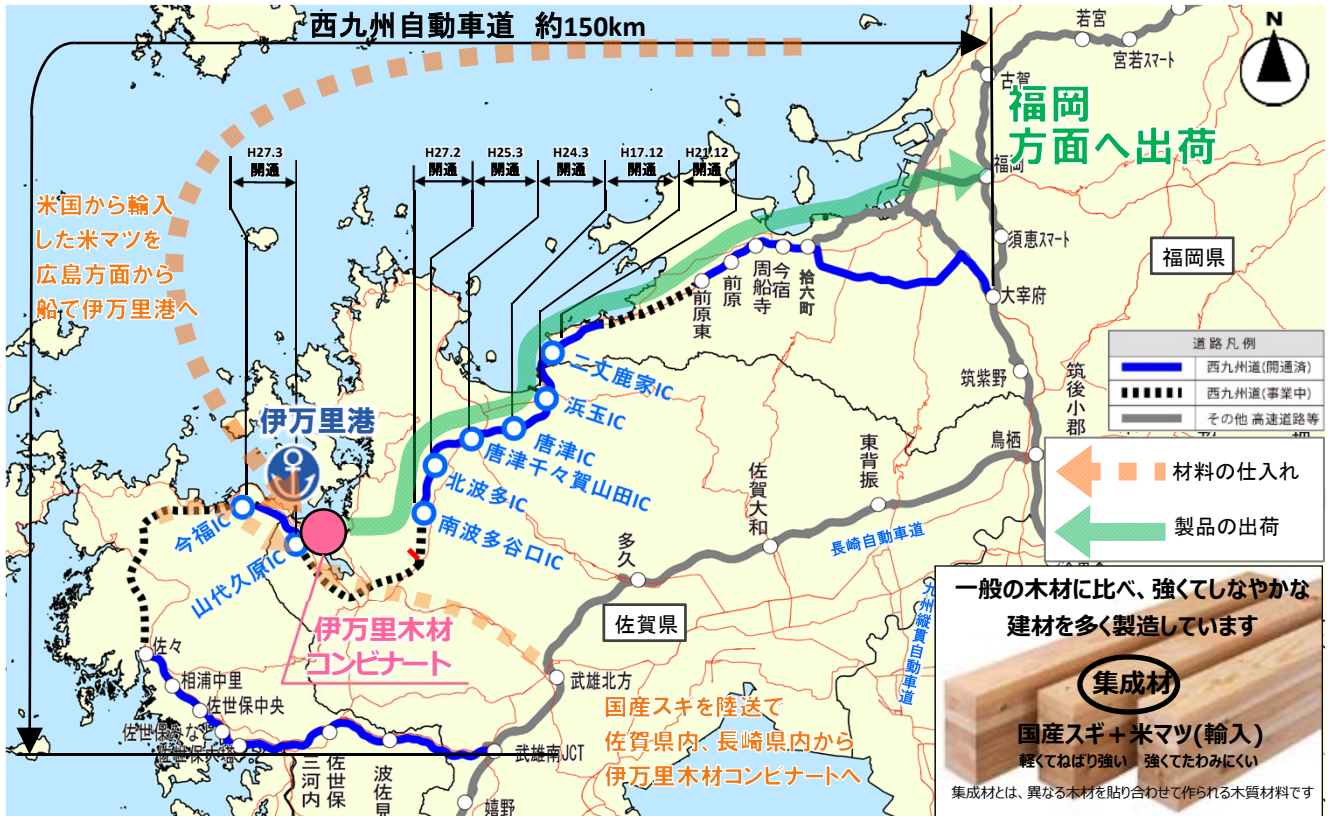 西九州自動車道 約150km
N
若宮
宮若スマート
古賀
福岡
方面へ出荷
福岡
須恵スマート
福岡県
大宰府
H27.3
開通
H27.2
開通
H25.3
開通
H24.3
開通
H17.12
開通
H21.12
開通
米国から輸入
した米マツを
広島方面から
船で伊万里港へ
前原東
前原
周船寺
今宿
拾六町
道路凡例
西九州道(開通済)
西九州道(事業中)
その他 高速道路等
筑紫野
筑後小郡
鳥栖
二丈鹿家IC
浜玉IC
唐津IC
唐津千々賀山田IC
北波多IC
南波多谷口IC
伊万里港
今福IC
山代久原IC
伊万里木材
コンビナート
東背振
佐賀大和
多久
長崎自動車道
九州縦貫自動車道
佐賀県
材料の仕入れ
製品の出荷
佐々
相浦中里
佐世保中央
佐世保みなと
佐世保大塔
三河内
佐世保
波佐見
武雄南JCT
嬉野
武雄北方
国産スギを陸送で
佐賀県内、長崎県内から
伊万里木材コンビナートへ
一般の木材に比べ、強くてしなやかな
建材を多く製造しています
集成材
国産スギ＋米マツ(輸入)
軽くてねばり強い 強くてたわみにくい
集成材とは、異なる木材を貼り合わせて作られる木質材料です